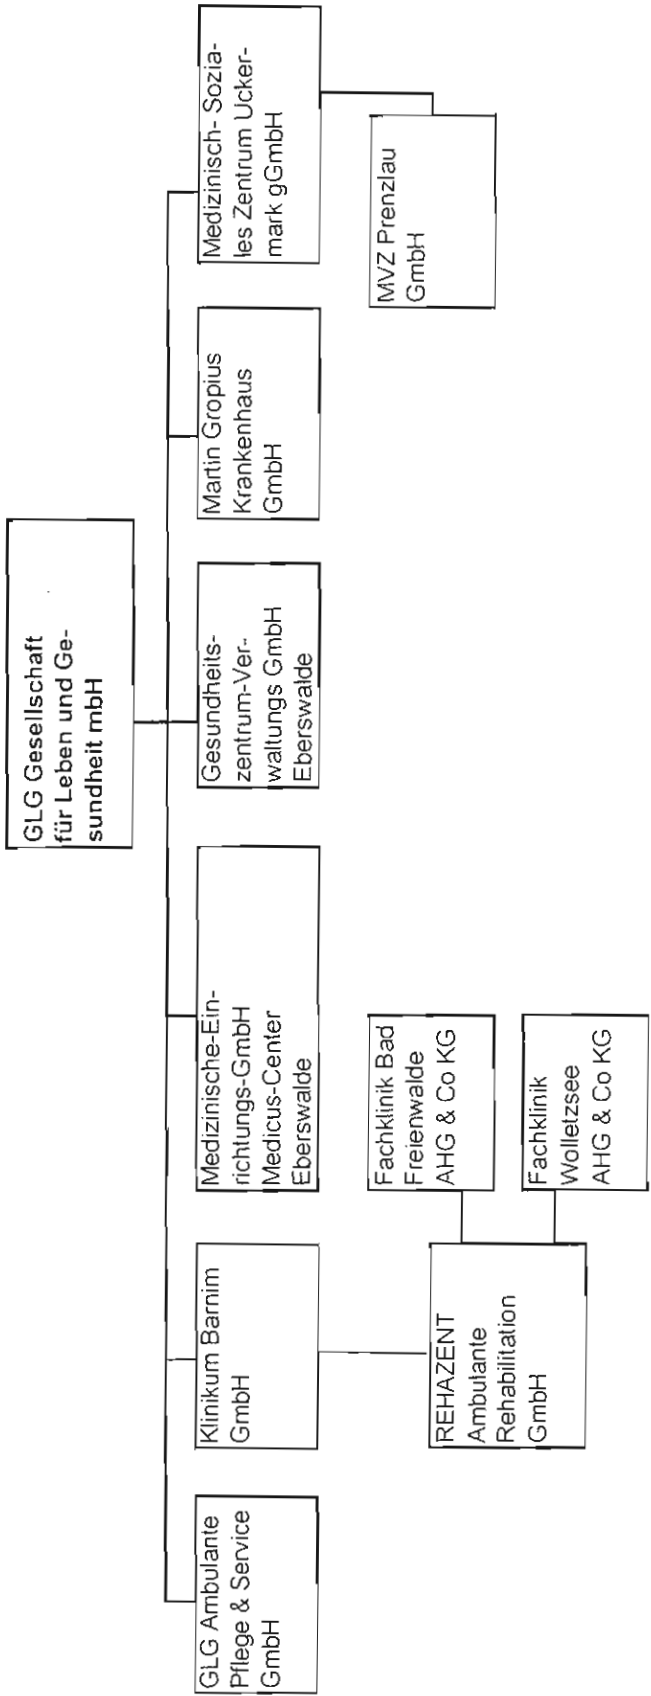 GLG Gesellschaft
für Leben und Ge-
sundheit mbH
GLG Ambulante
Pflege & Service
GmbH
Klinikum Barnim
GmbH
Medizinische-Ein-
richtungs-GmbH
Medicus-Center
Eberswalde
Gesundheits-
zentrum-Ver-
waltungs GmbH
Eberswalde
Martin Gropius
Krankenhaus
GmbH
Medizinisch- Sozia-
les Zentrum Ucker-
mark gGmbH
REHAZENT
Ambulante
Rehabilitation
GmbH
Fachklinik Bad
Freienwalde
AHG & Co KG
Fachklinik
Wolletzsee
AHG & Co KG
MVZ Prenzlau
GmbH